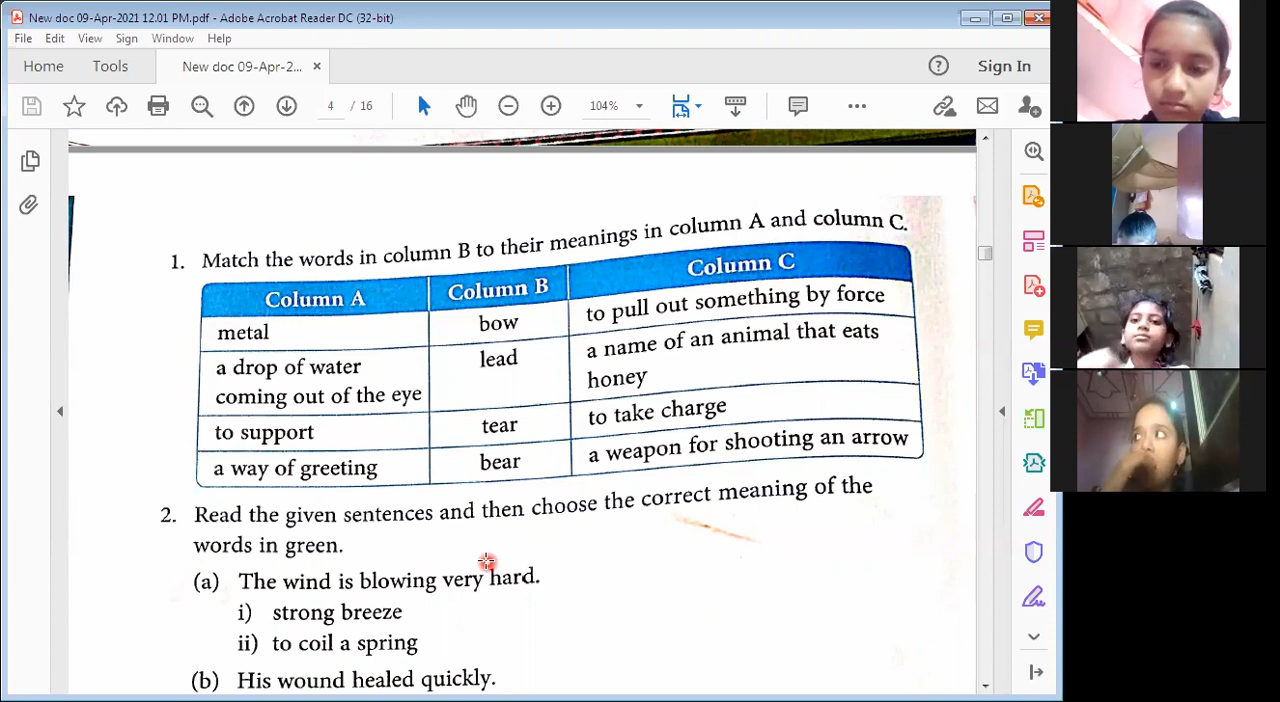 New doc 09-Apr-2021 12.01 PM.pdf - Adobe Acrobat Reader DC (32-bit)
File Edit View Sign Window Help
Home Tools New doc 09-Apr-2... × Sign In
4 / 16 104%
1. Match the words in column B to their meanings in column A and column C.
Column A Column B Column C
metal bow to pull out something by force
a drop of water coming out of the eye lead a name of an animal that eats honey
to support tear to take charge
a way of greeting bear a weapon for shooting an arrow
2. Read the given sentences and then choose the correct meaning of the
words in green.
(a) The wind is blowing very hard.
i) strong breeze
ii) to coil a spring
(b) His wound healed quickly.